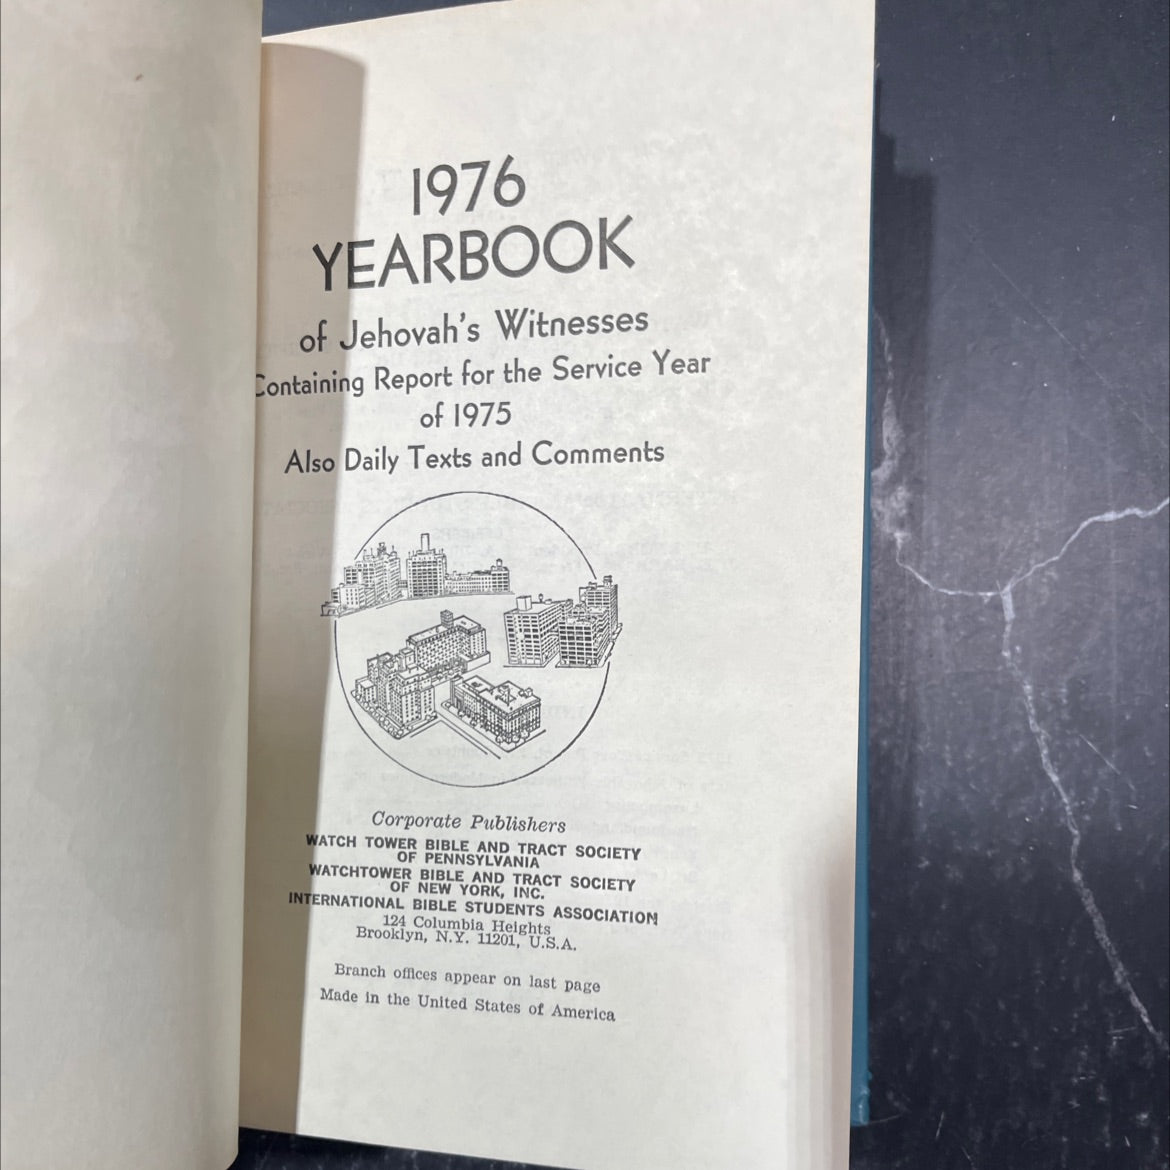 1976
YEARBOOK
of Jehovah's Witnesses
Containing Report for the Service Year
of 1975
Also Daily Texts and Comments
Corporate Publishers
WATCH TOWER BIBLE AND TRACT SOCIETY
OF PENNSYLVANIA
WATCHTOWER BIBLE AND TRACT SOCIETY
OF NEW YORK, INC.
INTERNATIONAL BIBLE STUDENTS ASSOCIATION
124 Columbia Heights
Brooklyn, N.Y. 11201, U.S.A.
Branch offices appear on last page
Made in the United States of America